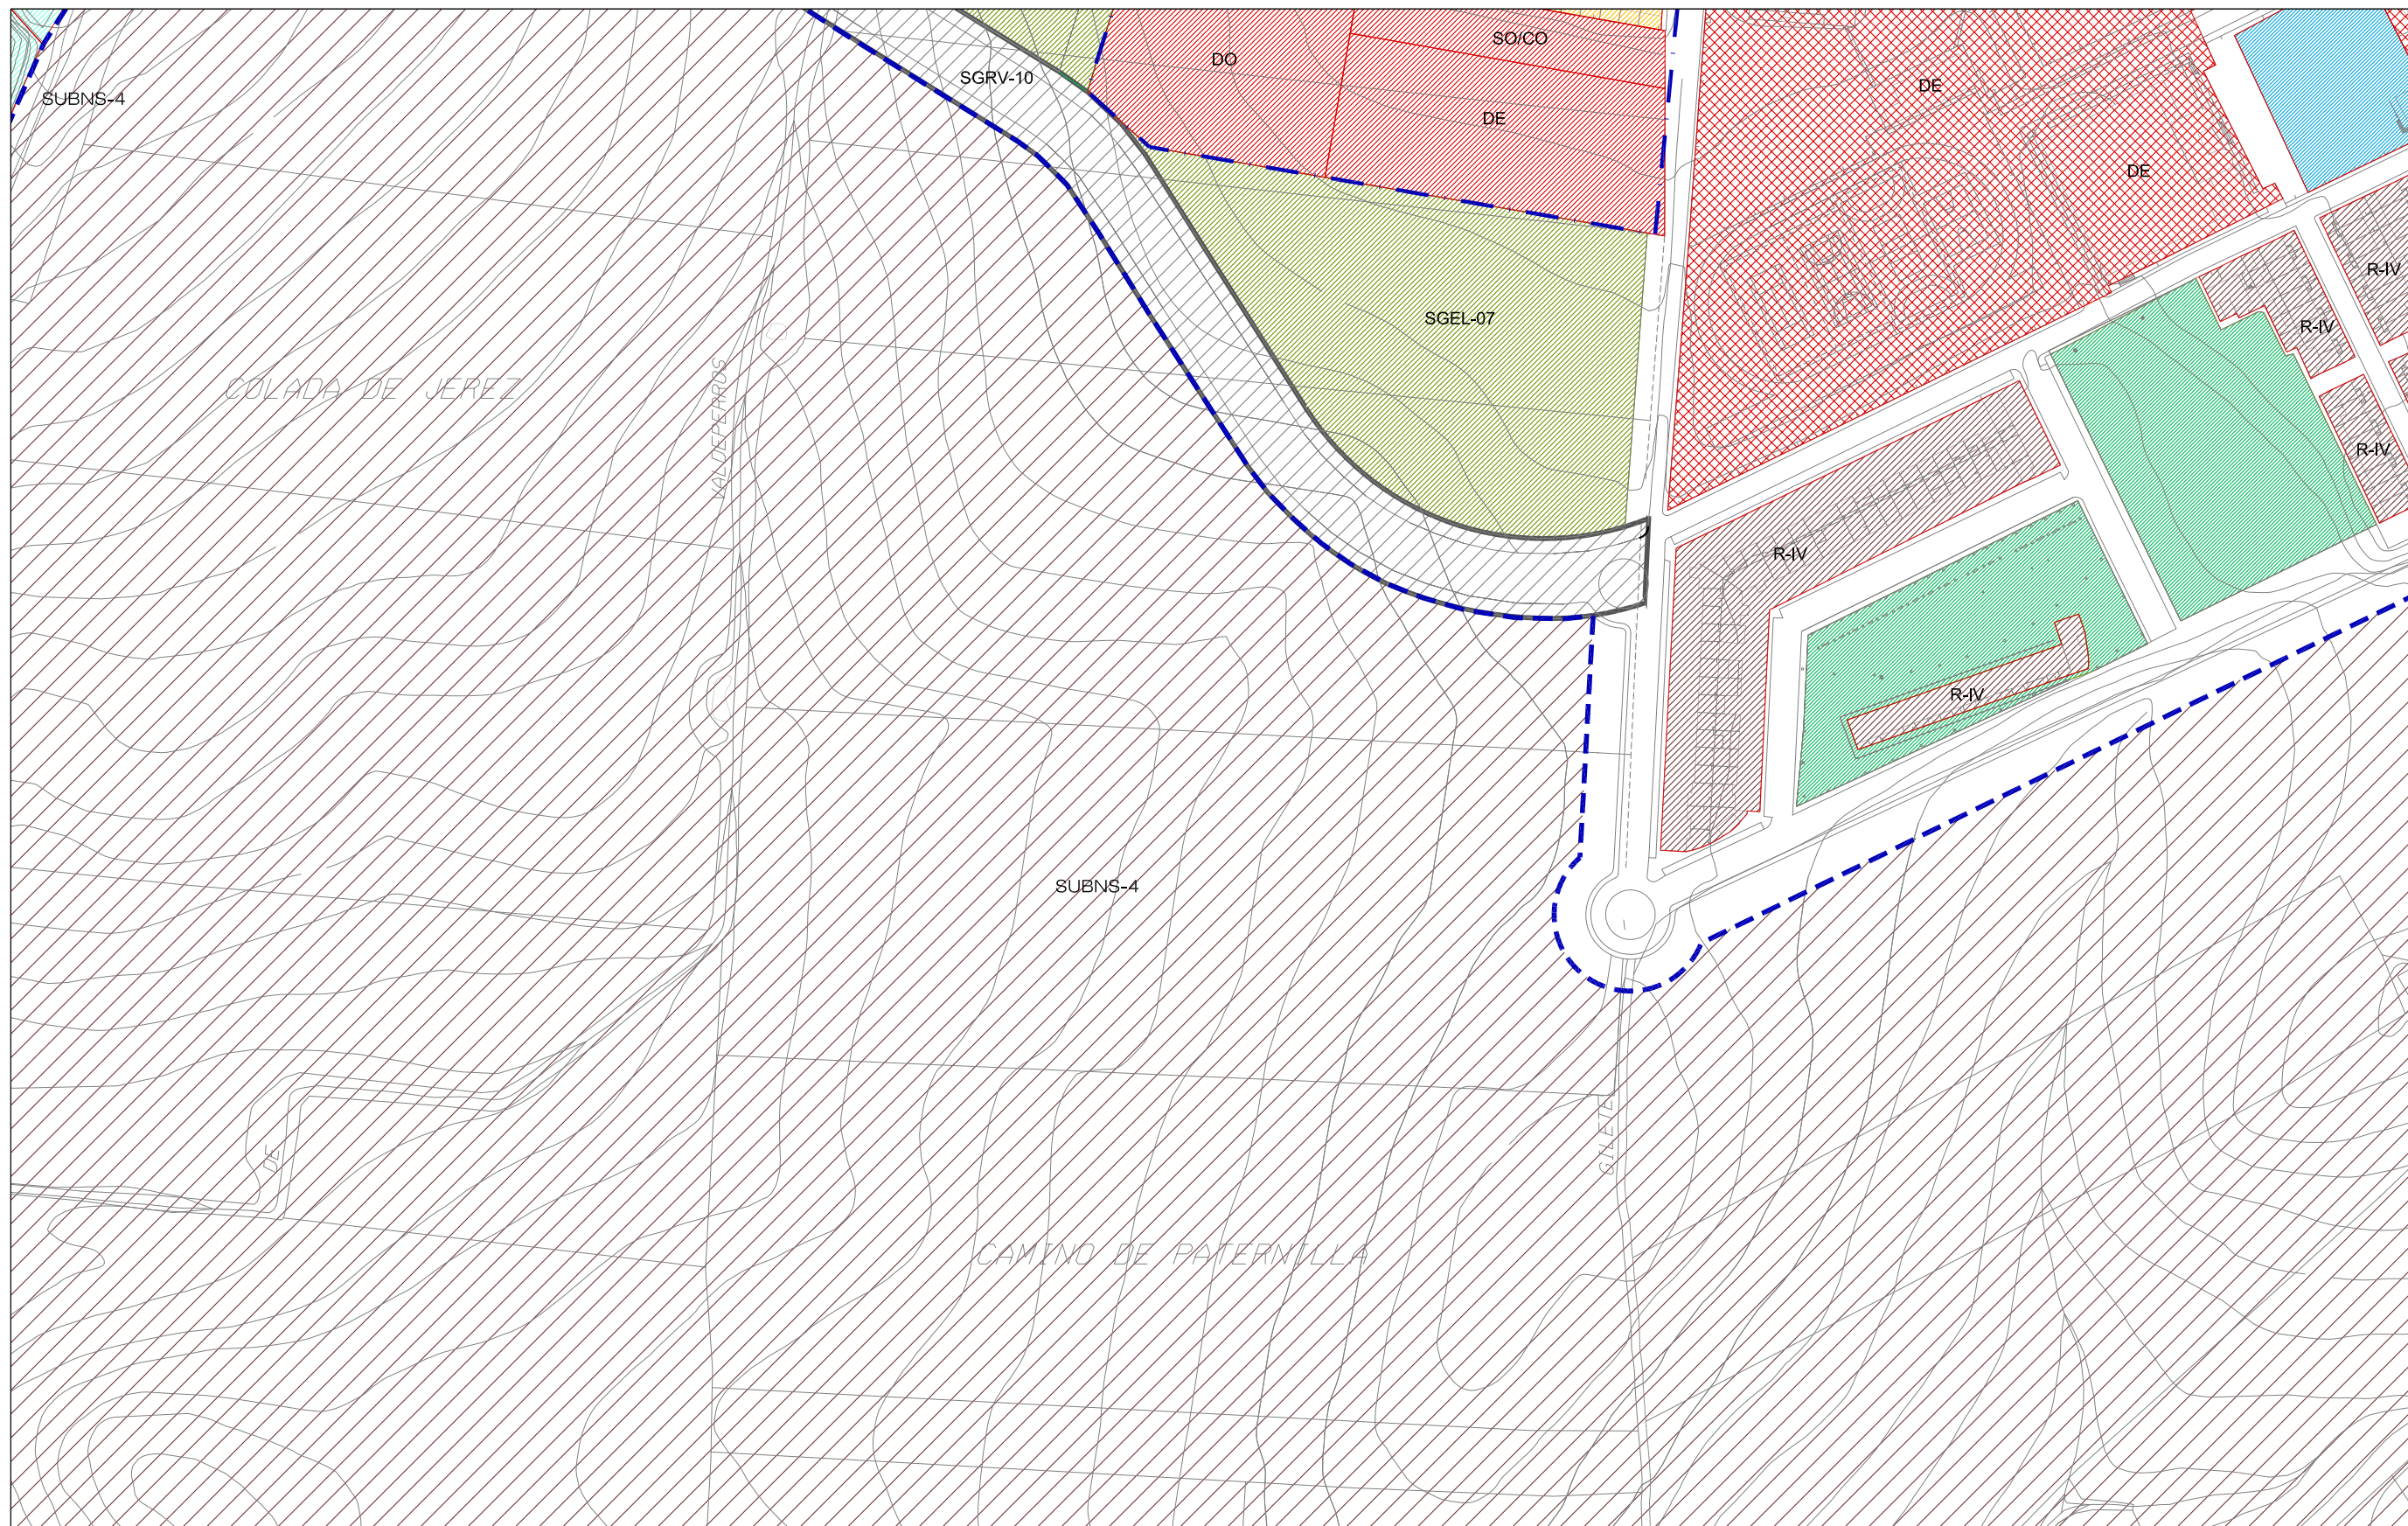 SO/CO
DO
SGRV-10
DE
SUBNS-4
DE
DE
R-IV
SGEL-07
R-IV
COLADA DE JEREZ
VALDEPERROS
R-IV
R-IV
R-IV
SUBNS-4
GILETE
DE
CAMINO DE PATERNILLA